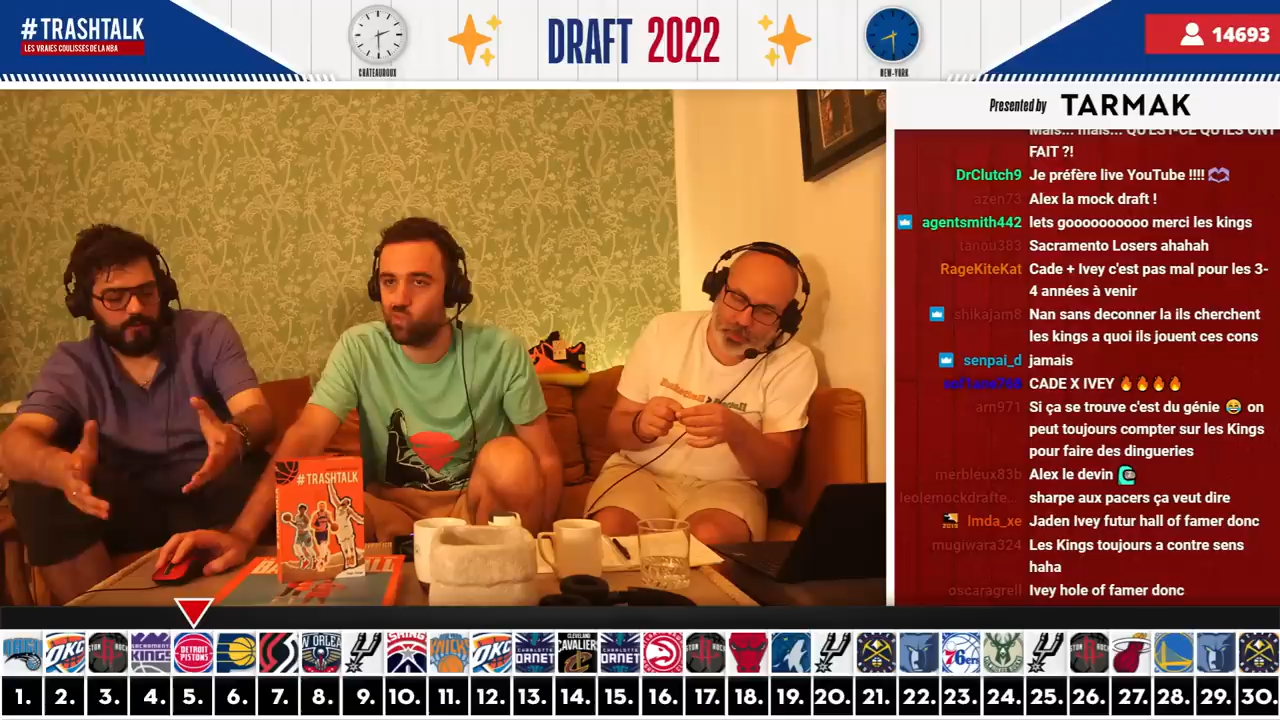 #TRASHTALK
LES VRAIES COULISSES DE LA NBA
CHÂTEAUROUX
DRAFT 2022
NEW-YORK
14693
Presented by TARMAK
Mais... mais... QU'EST-CE QU'ILS ONT
FAIT ?!
DrClutch9 Je préfère live YouTube !!!!
azen73 Alex la mock draft !
agentsmith442 lets goooooooooo merci les kings
tanou383 Sacramento Losers ahahah
RageKiteKat Cade + Ivey c'est pas mal pour les 3-
4 années à venir
shikajam8 Nan sans deconner la ils cherchent
les kings a quoi ils jouent ces cons
senpai_d jamais
CADE X IVEY 🔥🔥🔥🔥
arn971 Si ça se trouve c'est du génie 😂 on
peut toujours compter sur les Kings
pour faire des dingueries
merbleux83b Alex le devin
leolemockdrafte... sharpe aux pacers ça veut dire
lmda_xe Jaden Ivey futur hall of famer donc
mugiwara324 Les Kings toujours a contre sens
haha
oscaragrell Ivey hole of famer donc
#TRASHTALK
1. 2. 3. 4. 5. 6. 7. 8. 9. 10. 11. 12. 13. 14. 15. 16. 17. 18. 19. 20. 21. 22. 23. 24. 25. 26. 27. 28. 29. 30.